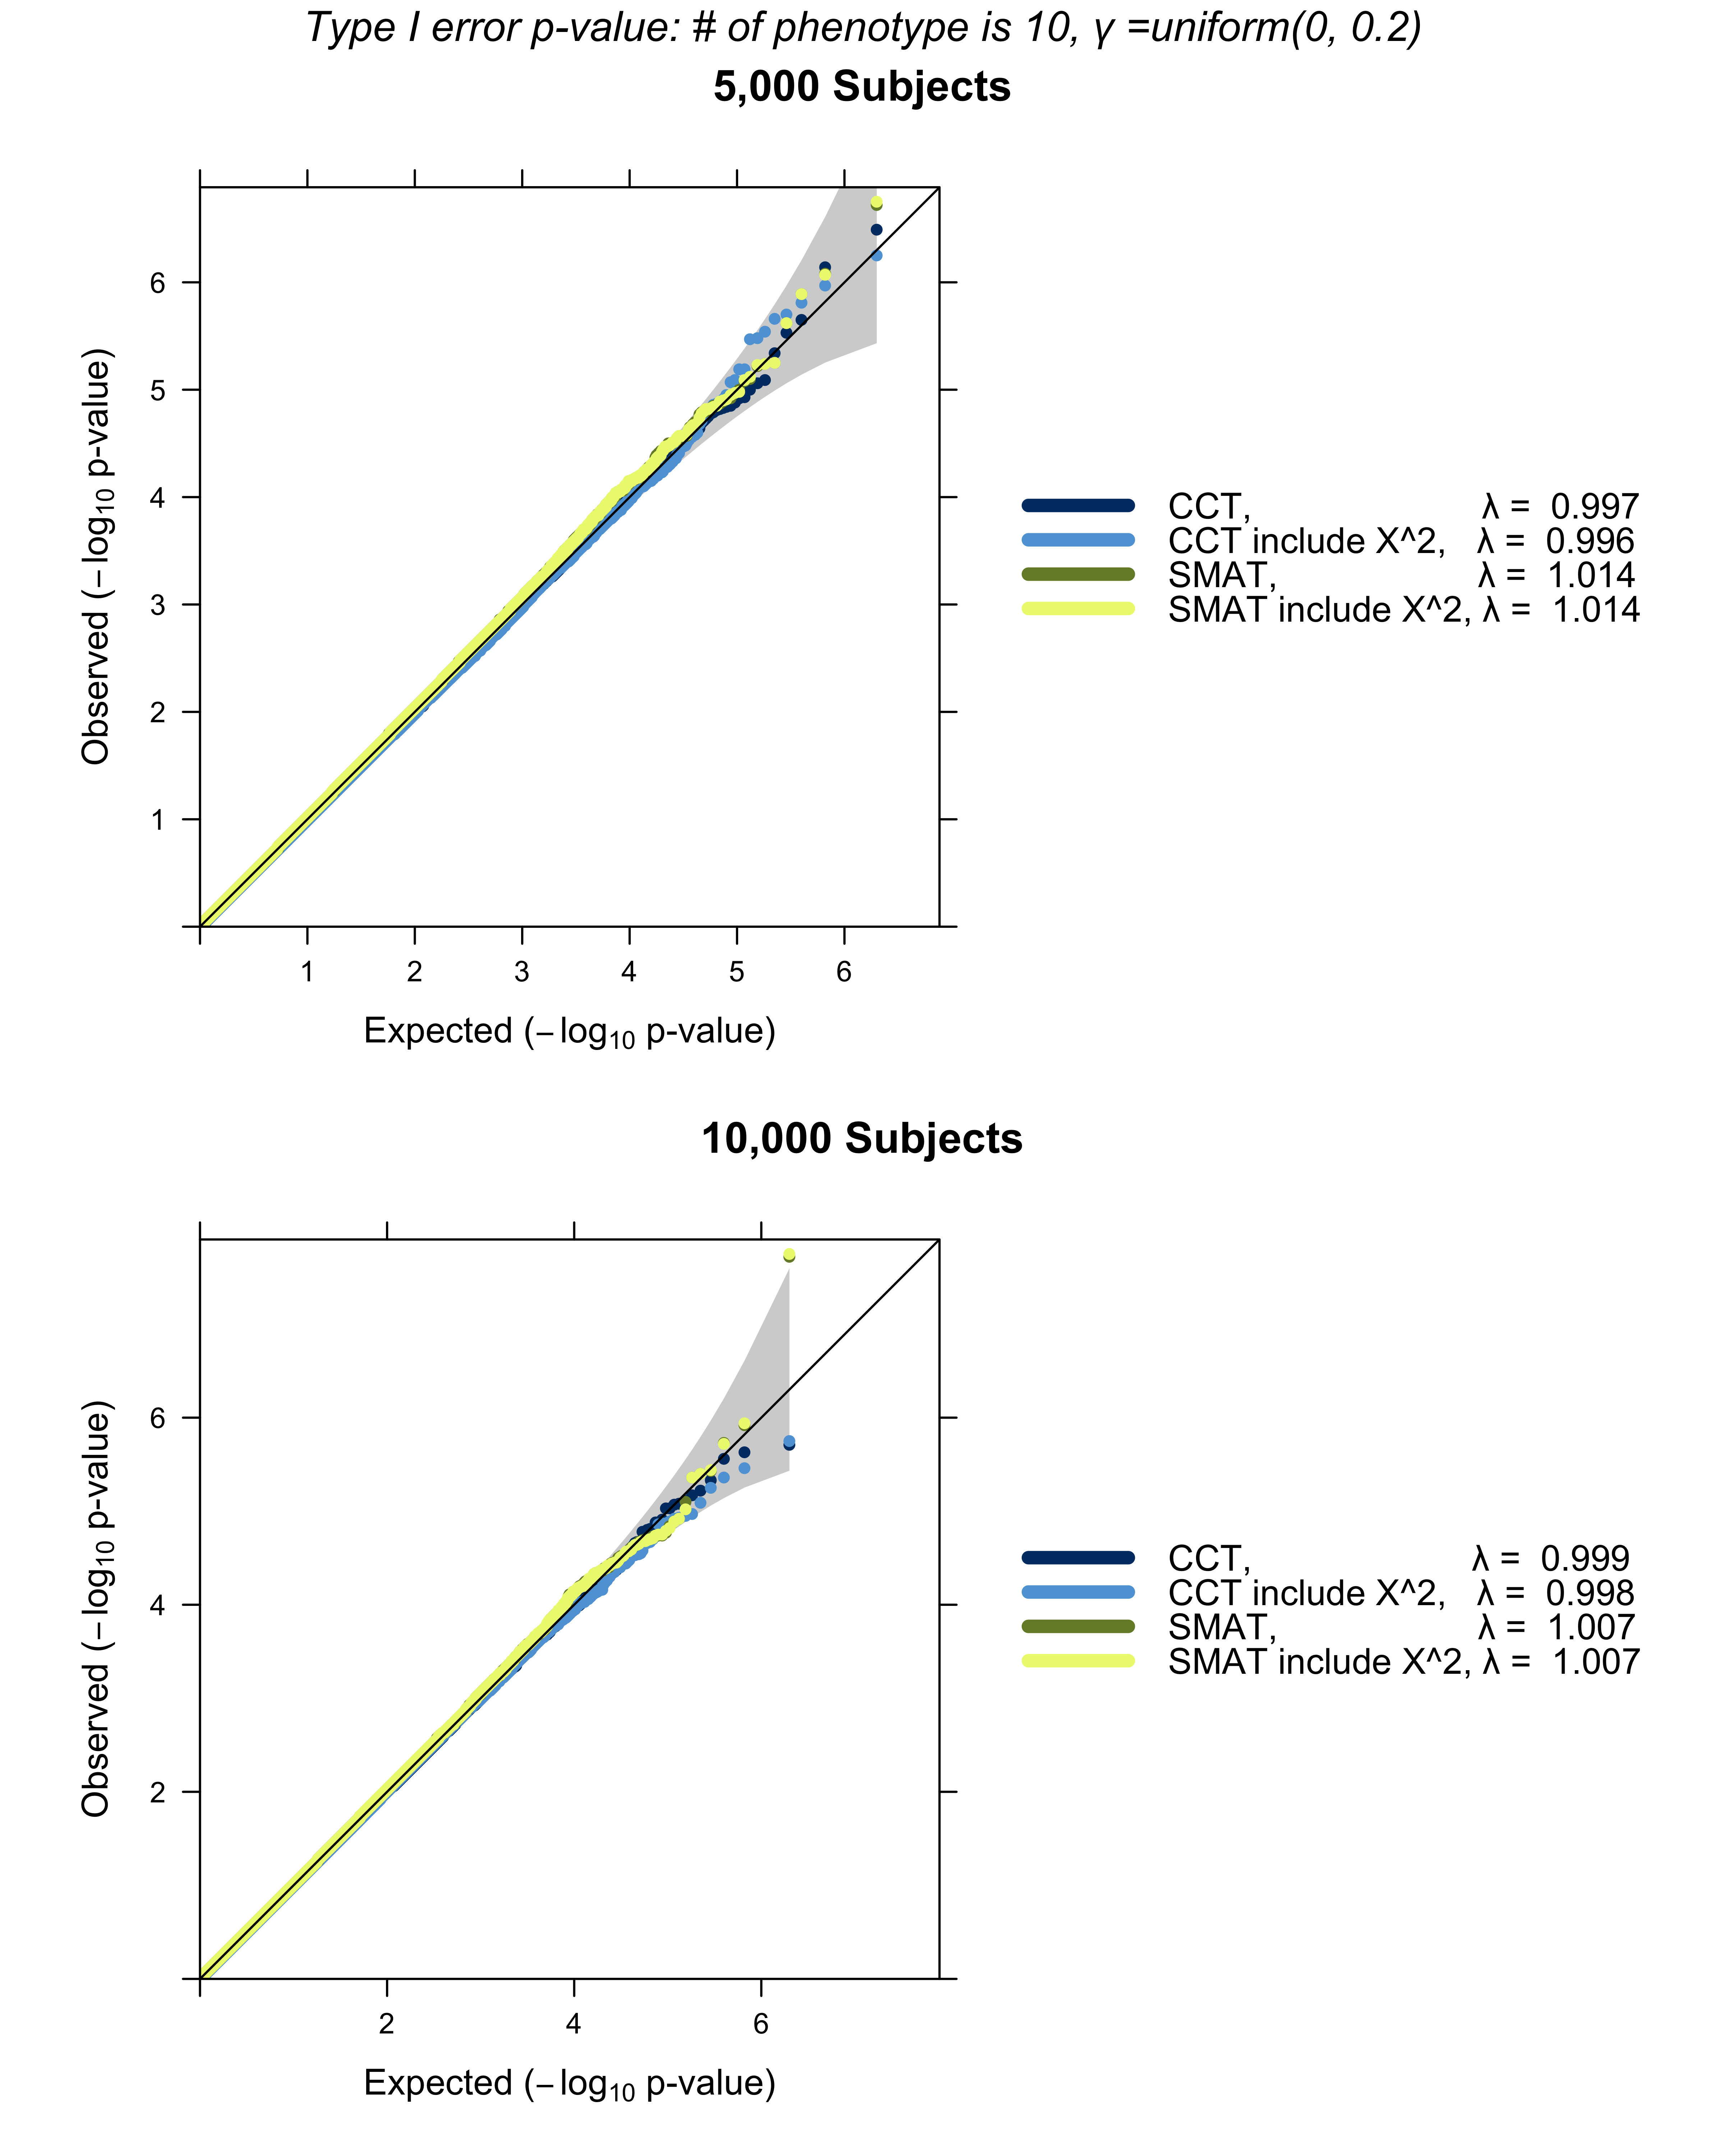 Type I error p-value: # of phenotype is 10, γ =uniform(0, 0.2)
5,000 Subjects
6
5
4
3
2
1
Observed (−log10 p-value)
1 2 3 4 5 6
Expected (−log10 p-value)
CCT, λ = 0.997
CCT include X^2, λ = 0.996
SMAT, λ = 1.014
SMAT include X^2, λ = 1.014
10,000 Subjects
6
4
2
Observed (−log10 p-value)
2 4 6
Expected (−log10 p-value)
CCT, λ = 0.999
CCT include X^2, λ = 0.998
SMAT, λ = 1.007
SMAT include X^2, λ = 1.007